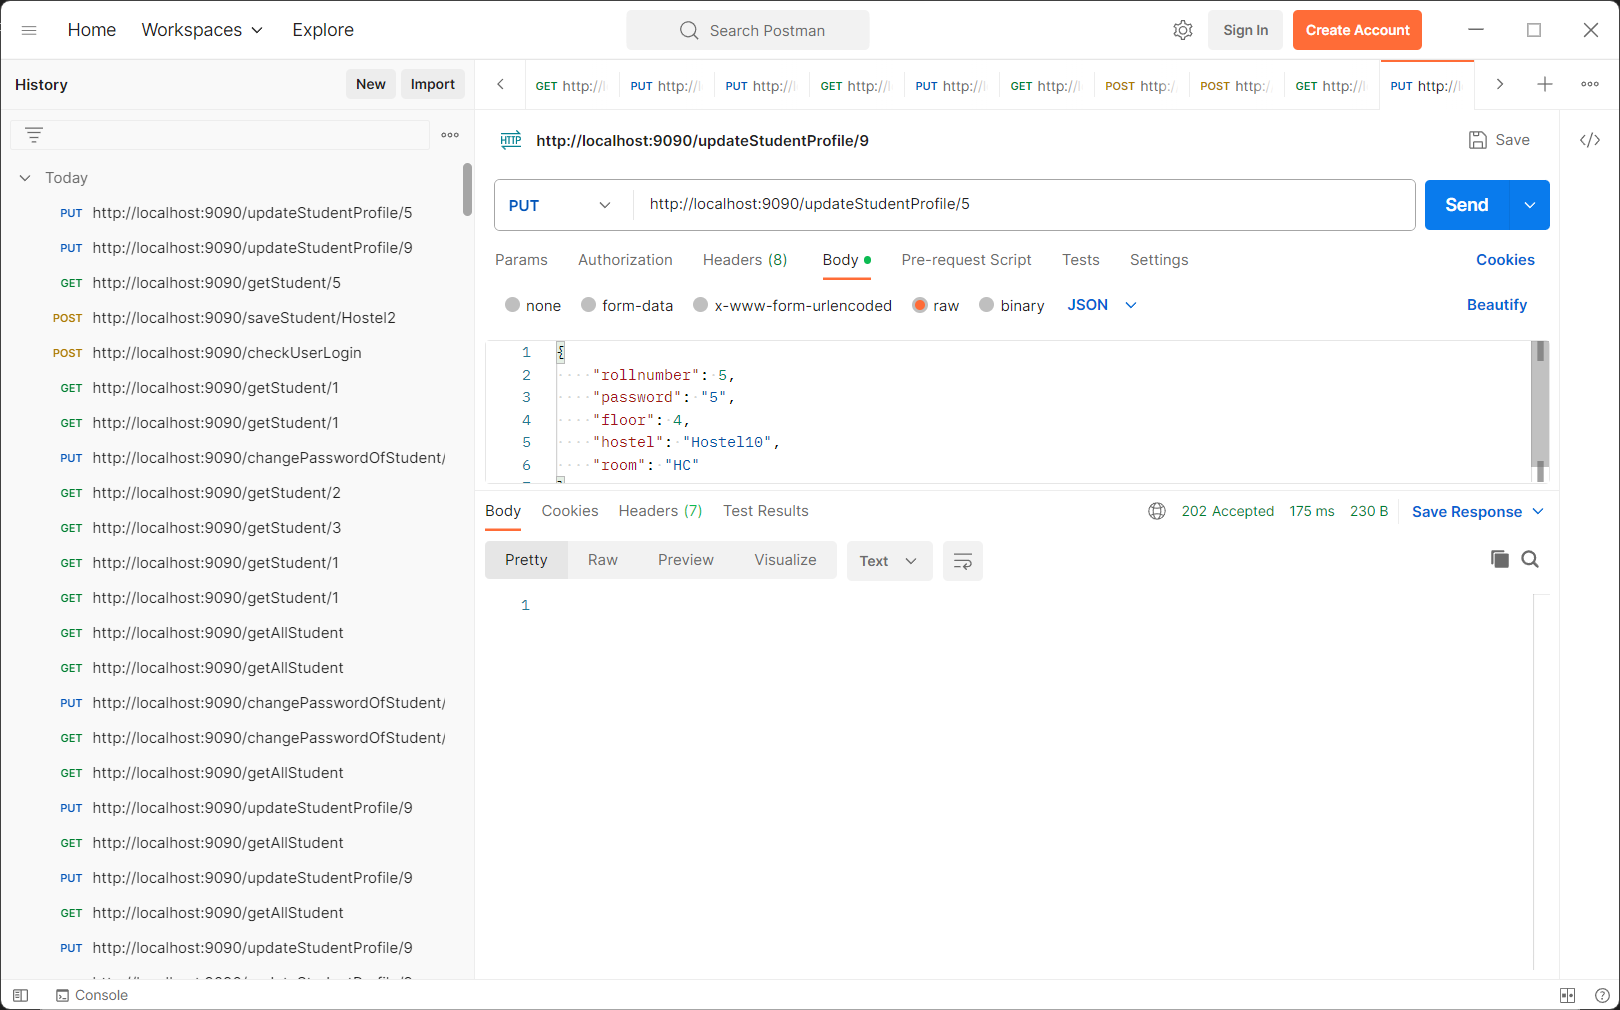 Home Workspaces Explore Search Postman Sign In Create Account
History New Import
GET http://l PUT http://l PUT http://l GET http://l PUT http://l GET http://l POST http:/ POST http:/ GET http://l PUT http://l
HTTP http://localhost:9090/updateStudentProfile/9 Save
Today
PUT http://localhost:9090/updateStudentProfile/5
PUT http://localhost:9090/updateStudentProfile/9
GET http://localhost:9090/getStudent/5
POST http://localhost:9090/saveStudent/Hostel2
POST http://localhost:9090/checkUserLogin
GET http://localhost:9090/getStudent/1
GET http://localhost:9090/getStudent/1
PUT http://localhost:9090/changePasswordOfStudent/
GET http://localhost:9090/getStudent/2
GET http://localhost:9090/getStudent/3
GET http://localhost:9090/getStudent/1
GET http://localhost:9090/getStudent/1
GET http://localhost:9090/getAllStudent
GET http://localhost:9090/getAllStudent
PUT http://localhost:9090/changePasswordOfStudent/
GET http://localhost:9090/changePasswordOfStudent/
GET http://localhost:9090/getAllStudent
PUT http://localhost:9090/updateStudentProfile/9
GET http://localhost:9090/getAllStudent
PUT http://localhost:9090/updateStudentProfile/9
GET http://localhost:9090/getAllStudent
PUT http://localhost:9090/updateStudentProfile/9
PUT http://localhost:9090/updateStudentProfile/5 Send
Params Authorization Headers (8) Body Pre-request Script Tests Settings Cookies
none form-data x-www-form-urlencoded raw binary JSON Beautify
1 {
2 "rollnumber": 5,
3 "password": "5",
4 "floor": 4,
5 "hostel": "Hostel10",
6 "room": "HC"
Body Cookies Headers (7) Test Results 202 Accepted 175 ms 230 B Save Response
Pretty Raw Preview Visualize Text
1
Console